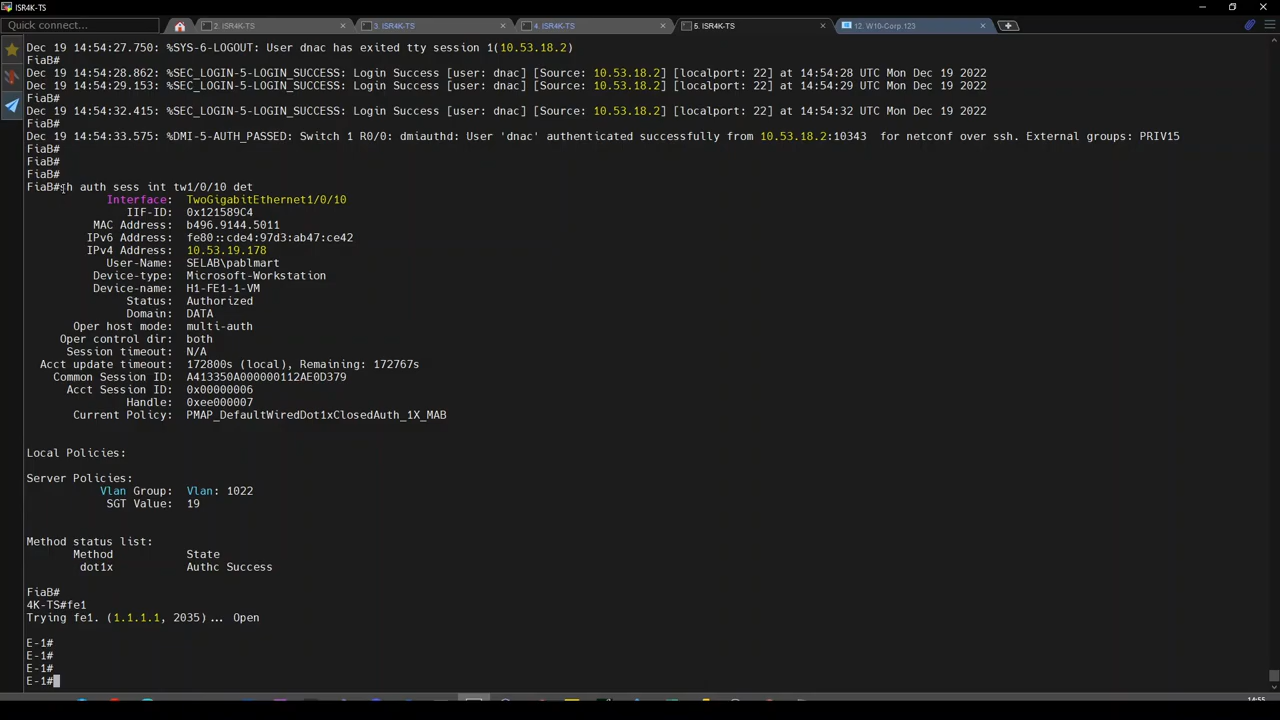 ISR4K-TS
Quick connect...
2. ISR4K-TS
3. ISR4K-TS
4. ISR4K-TS
5. ISR4K-TS
12. W10-Corp.123
Dec 19 14:54:27.750: %SYS-6-LOGOUT: User dnac has exited tty session 1(10.53.18.2)
FiaB#
Dec 19 14:54:28.862: %SEC_LOGIN-5-LOGIN_SUCCESS: Login Success [user: dnac] [Source: 10.53.18.2] [localport: 22] at 14:54:28 UTC Mon Dec 19 2022
Dec 19 14:54:29.153: %SEC_LOGIN-5-LOGIN_SUCCESS: Login Success [user: dnac] [Source: 10.53.18.2] [localport: 22] at 14:54:29 UTC Mon Dec 19 2022
FiaB#
Dec 19 14:54:32.415: %SEC_LOGIN-5-LOGIN_SUCCESS: Login Success [user: dnac] [Source: 10.53.18.2] [localport: 22] at 14:54:32 UTC Mon Dec 19 2022
FiaB#
Dec 19 14:54:33.575: %DMI-5-AUTH_PASSED: Switch 1 R0/0: dmiauthd: User 'dnac' authenticated successfully from 10.53.18.2:10343  for netconf over ssh. External groups: PRIV15
FiaB#
FiaB#
FiaB#
FiaB#sh auth sess int tw1/0/10 det
Interface: TwoGigabitEthernet1/0/10
IIF-ID: 0x121589C4
MAC Address: b496.9144.5011
IPv6 Address: fe80::cde4:97d3:ab47:ce42
IPv4 Address: 10.53.19.178
User-Name: SELAB\pablmart
Device-type: Microsoft-Workstation
Device-name: H1-FE1-1-VM
Status: Authorized
Domain: DATA
Oper host mode: multi-auth
Oper control dir: both
Session timeout: N/A
Acct update timeout: 172800s (local), Remaining: 172767s
Common Session ID: A413350A000000112AE0D379
Acct Session ID: 0x00000006
Handle: 0xee000007
Current Policy: PMAP_DefaultWiredDot1xClosedAuth_1X_MAB
Local Policies:
Server Policies:
Vlan Group: Vlan: 1022
SGT Value: 19
Method status list:
Method State
dot1x Authc Success
FiaB#
4K-TS#fe1
Trying fe1. (1.1.1.1, 2035)... Open
E-1#
E-1#
E-1#
E-1#
14:55